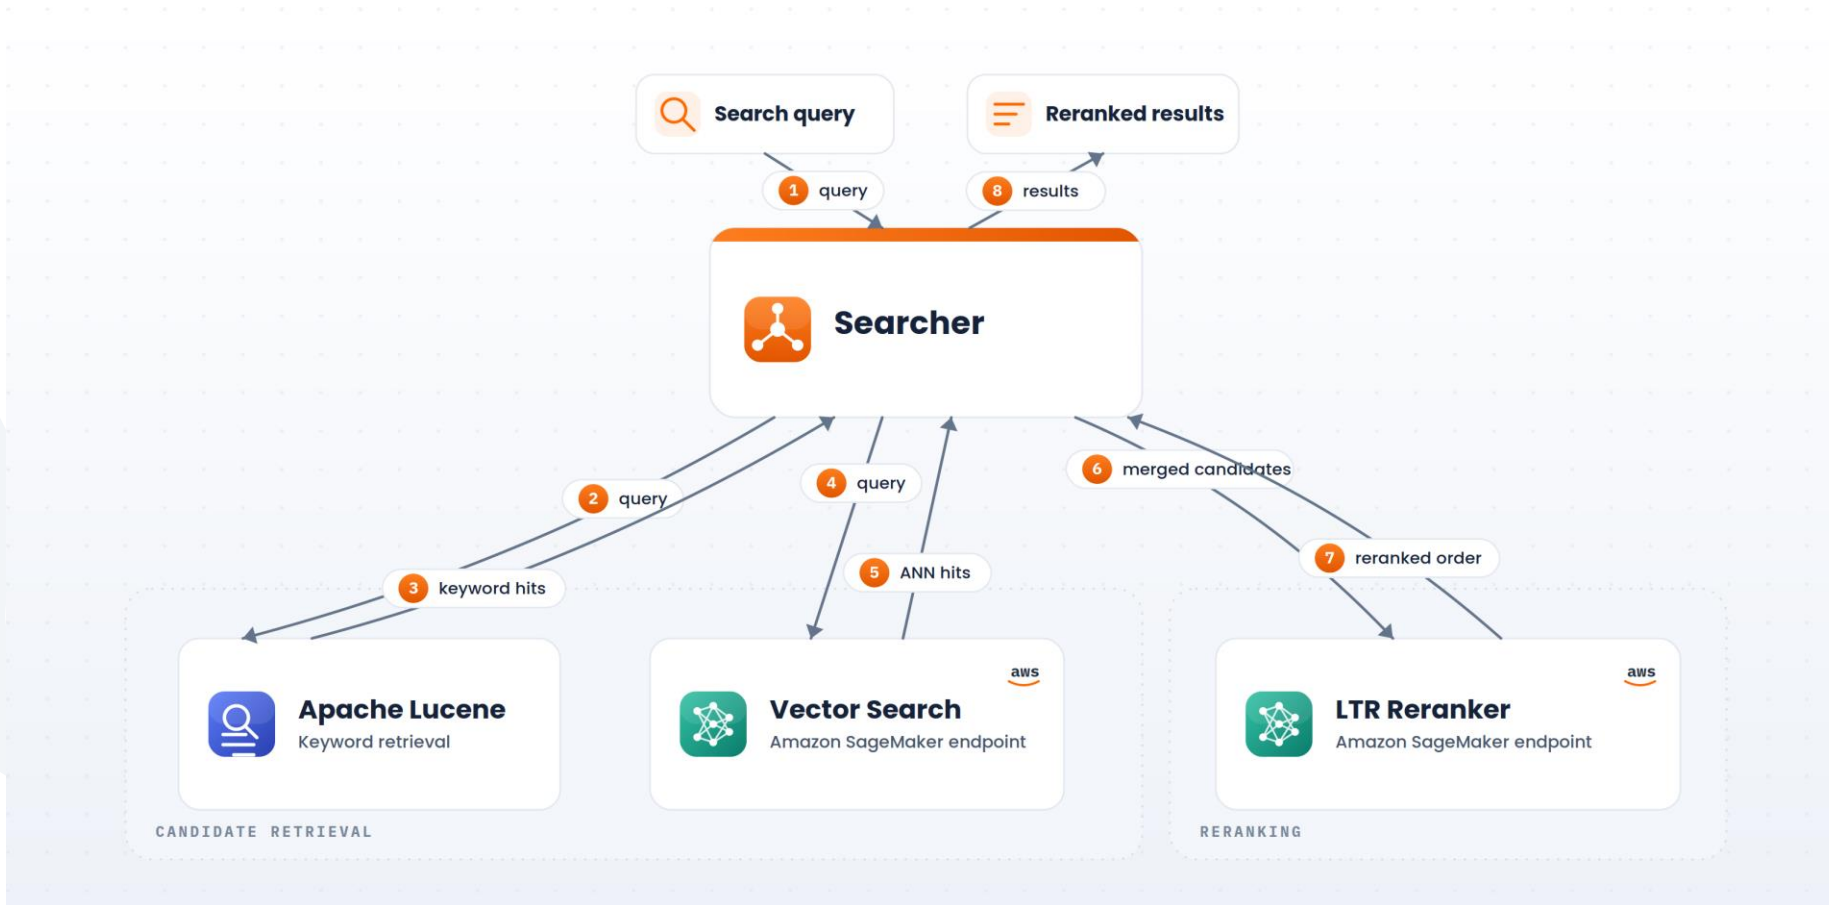 Search query
Reranked results
1 query
8 results
Searcher
2 query
4 query
6 merged candidates
3 keyword hits
5 ANN hits
7 reranked order
Apache Lucene
Keyword retrieval
aws
Vector Search
Amazon SageMaker endpoint
aws
LTR Reranker
Amazon SageMaker endpoint
CANDIDATE RETRIEVAL
RERANKING